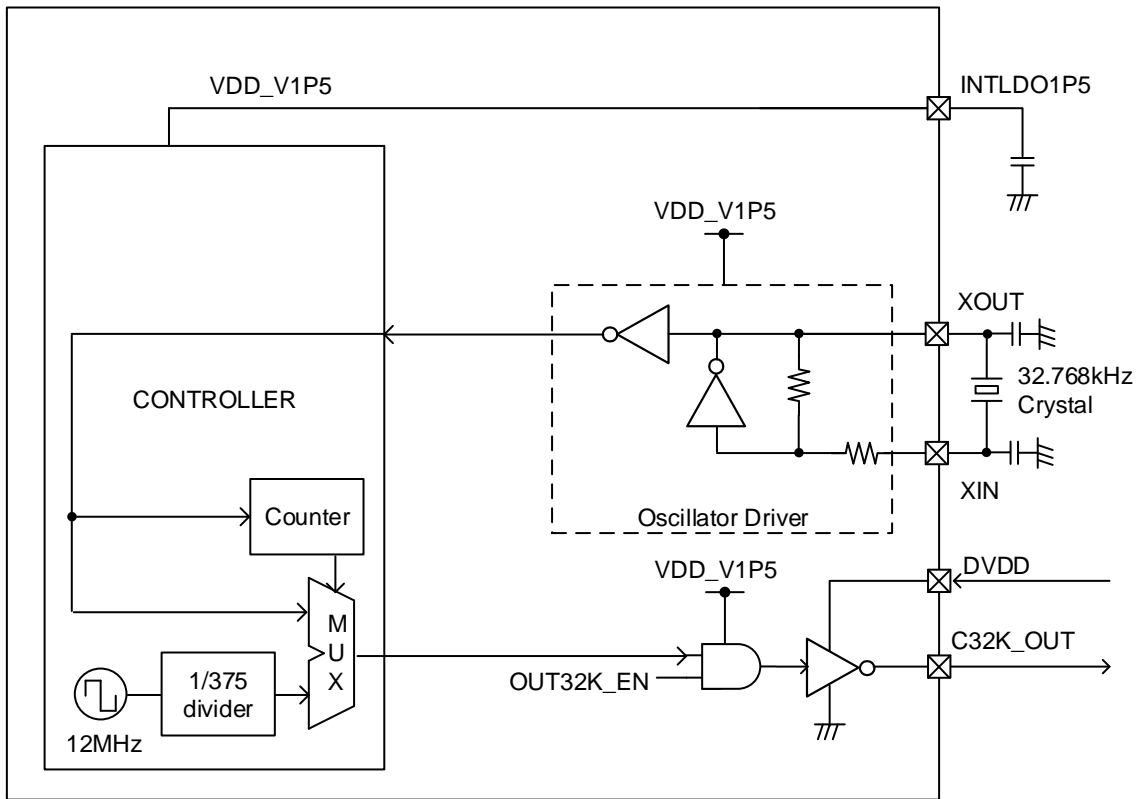 VDD_V1P5
INTLDO1P5
VDD_V1P5
XOUT
32.768kHz
Crystal
CONTROLLER
XIN
Counter
Oscillator Driver
VDD_V1P5
DVDD
M
U
X
C32K_OUT
OUT32K_EN
1/375
divider
12MHz